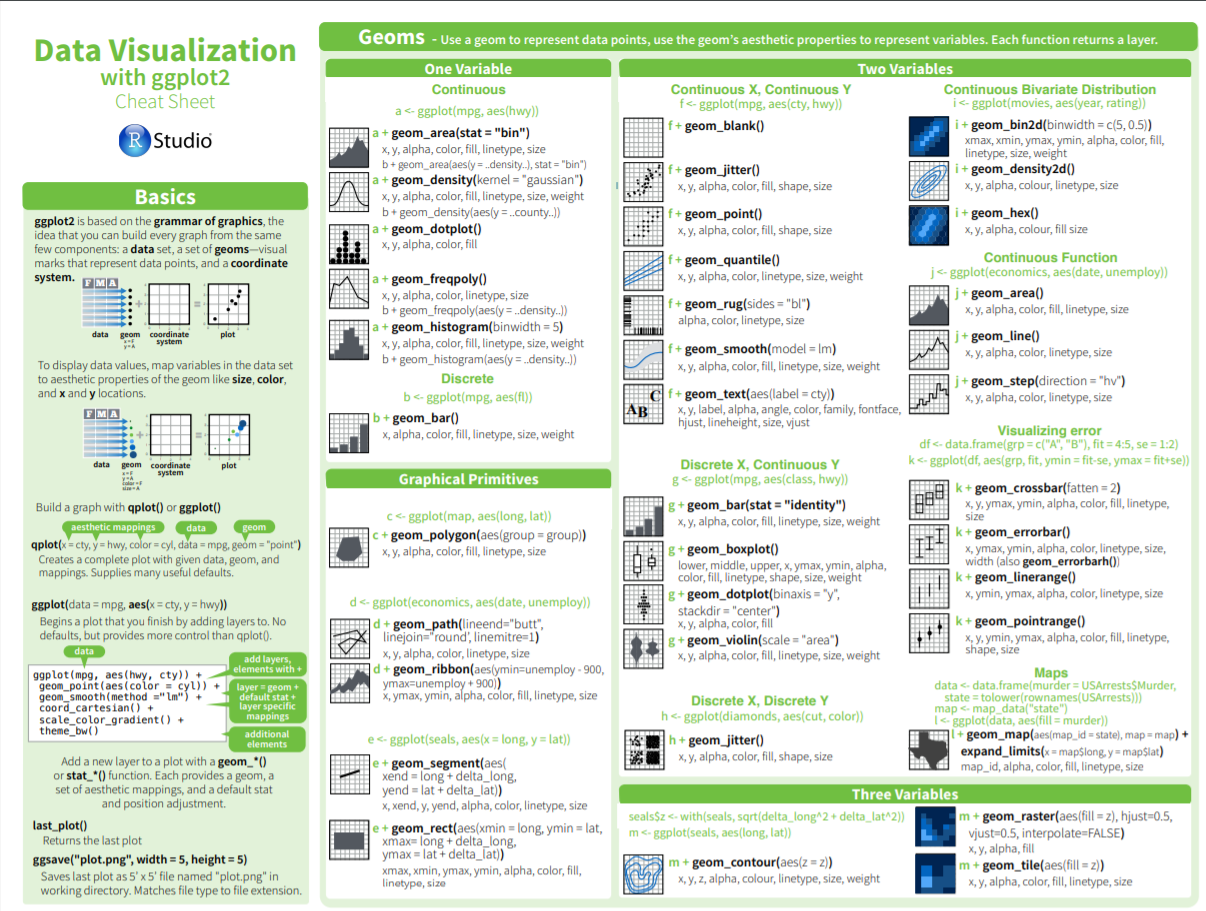 Data Visualization
with ggplot2
Cheat Sheet
R Studio
Basics
ggplot2 is based on the grammar of graphics, the
idea that you can build every graph from the same
few components: a data set, a set of geoms—visual
marks that represent data points, and a coordinate
system.
F M A
data
geom
x = F
y = A
coordinate
system
plot
To display data values, map variables in the data set
to aesthetic properties of the geom like size, color,
and x and y locations.
F M A
data
geom
x = F
y = A
color = F
size = A
coordinate
system
plot
Build a graph with qplot() or ggplot()
aesthetic mappings data geom
qplot(x = cty, y = hwy, color = cyl, data = mpg, geom = "point")
Creates a complete plot with given data, geom, and
mappings. Supplies many useful defaults.
ggplot(data = mpg, aes(x = cty, y = hwy))
Begins a plot that you finish by adding layers to. No
defaults, but provides more control than qplot().
data
ggplot(mpg, aes(hwy, cty)) +
geom_point(aes(color = cyl)) +
geom_smooth(method ="lm") +
coord_cartesian() +
scale_color_gradient() +
theme_bw()
add layers,
elements with +
layer = geom +
default stat +
layer specific
mappings
additional
elements
Add a new layer to a plot with a geom_*()
or stat_*() function. Each provides a geom, a
set of aesthetic mappings, and a default stat
and position adjustment.
last_plot()
Returns the last plot
ggsave("plot.png", width = 5, height = 5)
Saves last plot as 5' x 5' file named "plot.png" in
working directory. Matches file type to file extension.
Geoms - Use a geom to represent data points, use the geom's aesthetic properties to represent variables. Each function returns a layer.
One Variable
Continuous
a <- ggplot(mpg, aes(hwy))
a + geom_area(stat = "bin")
x, y, alpha, color, fill, linetype, size
b + geom_area(aes(y = ..density..), stat = "bin")
a + geom_density(kernel = "gaussian")
x, y, alpha, color, fill, linetype, size, weight
b + geom_density(aes(y = ..county..))
a + geom_dotplot()
x, y, alpha, color, fill
a + geom_freqpoly()
x, y, alpha, color, linetype, size
b + geom_freqpoly(aes(y = ..density..))
a + geom_histogram(binwidth = 5)
x, y, alpha, color, fill, linetype, size, weight
b + geom_histogram(aes(y = ..density..))
Discrete
b <- ggplot(mpg, aes(fl))
b + geom_bar()
x, alpha, color, fill, linetype, size, weight
Graphical Primitives
c <- ggplot(map, aes(long, lat))
c + geom_polygon(aes(group = group))
x, y, alpha, color, fill, linetype, size
d <- ggplot(economics, aes(date, unemploy))
d + geom_path(lineend="butt",
linejoin="round', linemitre=1)
x, y, alpha, color, linetype, size
d + geom_ribbon(aes(ymin=unemploy - 900,
ymax=unemploy + 900))
x, ymax, ymin, alpha, color, fill, linetype, size
e <- ggplot(seals, aes(x = long, y = lat))
e + geom_segment(aes(
xend = long + delta_long,
yend = lat + delta_lat))
x, xend, y, yend, alpha, color, linetype, size
e + geom_rect(aes(xmin = long, ymin = lat,
xmax= long + delta_long,
ymax = lat + delta_lat))
xmax, xmin, ymax, ymin, alpha, color, fill,
linetype, size
Two Variables
Continuous X, Continuous Y
f <- ggplot(mpg, aes(cty, hwy))
f + geom_blank()
f + geom_jitter()
x, y, alpha, color, fill, shape, size
f + geom_point()
x, y, alpha, color, fill, shape, size
f + geom_quantile()
x, y, alpha, color, linetype, size, weight
f + geom_rug(sides = "bl")
alpha, color, linetype, size
f + geom_smooth(model = lm)
x, y, alpha, color, fill, linetype, size, weight
A B C
f + geom_text(aes(label = cty))
x, y, label, alpha, angle, color, family, fontface,
hjust, lineheight, size, vjust
Discrete X, Continuous Y
g <- ggplot(mpg, aes(class, hwy))
g + geom_bar(stat = "identity")
x, y, alpha, color, fill, linetype, size, weight
g + geom_boxplot()
lower, middle, upper, x, ymax, ymin, alpha,
color, fill, linetype, shape, size, weight
g + geom_dotplot(binaxis = "y",
stackdir = "center")
x, y, alpha, color, fill
g + geom_violin(scale = "area")
x, y, alpha, color, fill, linetype, size, weight
Discrete X, Discrete Y
h <- ggplot(diamonds, aes(cut, color))
h + geom_jitter()
x, y, alpha, color, fill, shape, size
Continuous Bivariate Distribution
i <- ggplot(movies, aes(year, rating))
i + geom_bin2d(binwidth = c(5, 0.5))
xmax, xmin, ymax, ymin, alpha, color, fill,
linetype, size, weight
i + geom_density2d()
x, y, alpha, colour, linetype, size
i + geom_hex()
x, y, alpha, colour, fill size
Continuous Function
j <- ggplot(economics, aes(date, unemploy))
j + geom_area()
x, y, alpha, color, fill, linetype, size
j + geom_line()
x, y, alpha, color, linetype, size
j + geom_step(direction = "hv")
x, y, alpha, color, linetype, size
Visualizing error
df <- data.frame(grp = c("A", "B"), fit = 4:5, se = 1:2)
k <- ggplot(df, aes(grp, fit, ymin = fit-se, ymax = fit+se))
k + geom_crossbar(fatten = 2)
x, y, ymax, ymin, alpha, color, fill, linetype,
size
k + geom_errorbar()
x, ymax, ymin, alpha, color, linetype, size,
width (also geom_errorbarh())
k + geom_linerange()
x, ymin, ymax, alpha, color, linetype, size
k + geom_pointrange()
x, y, ymin, ymax, alpha, color, fill, linetype,
shape, size
Maps
data <- data.frame(murder = USArrests$Murder,
state = tolower(rownames(USArrests)))
map <- map_data("state")
l <- ggplot(data, aes(fill = murder))
l + geom_map(aes(map_id = state), map = map) +
expand_limits(x = map$long, y = map$lat)
map_id, alpha, color, fill, linetype, size
Three Variables
seals$z <- with(seals, sqrt(delta_long^2 + delta_lat^2))
m <- ggplot(seals, aes(long, lat))
m + geom_contour(aes(z = z))
x, y, z, alpha, colour, linetype, size, weight
m + geom_raster(aes(fill = z), hjust=0.5,
vjust=0.5, interpolate=FALSE)
x, y, alpha, fill
m + geom_tile(aes(fill = z))
x, y, alpha, color, fill, linetype, size